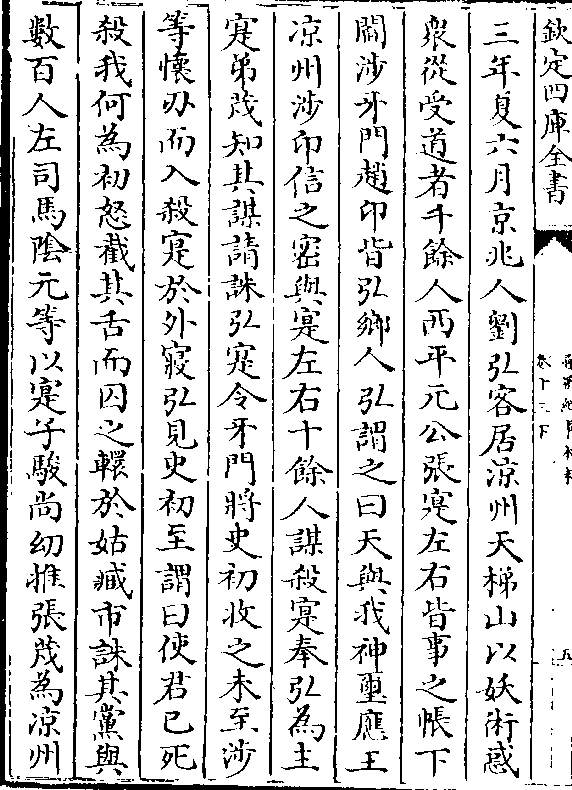 欽定四庫全書
三年夏六月京兆人劉弘客居涼州天梯山以妖術惑
衆從受道者千餘人西平元公張寔左右皆事之帳下
閻涉牙門趙卬皆弘鄉人弘謂之曰天與我神璽應王
凉州涉卬信之密與寔左右十餘人謀殺寔奉弘為主
寔弟茂知其謀請誅弘寔令牙門將史初收之未至涉
等懷刃而入殺寔於外寢弘見史初至謂曰使君已死
殺我何為初怒截其舌而囚之轘於姑臧市誅其黨與
數百人左司馬陰元等以寔子駿尚幼推張茂為凉州